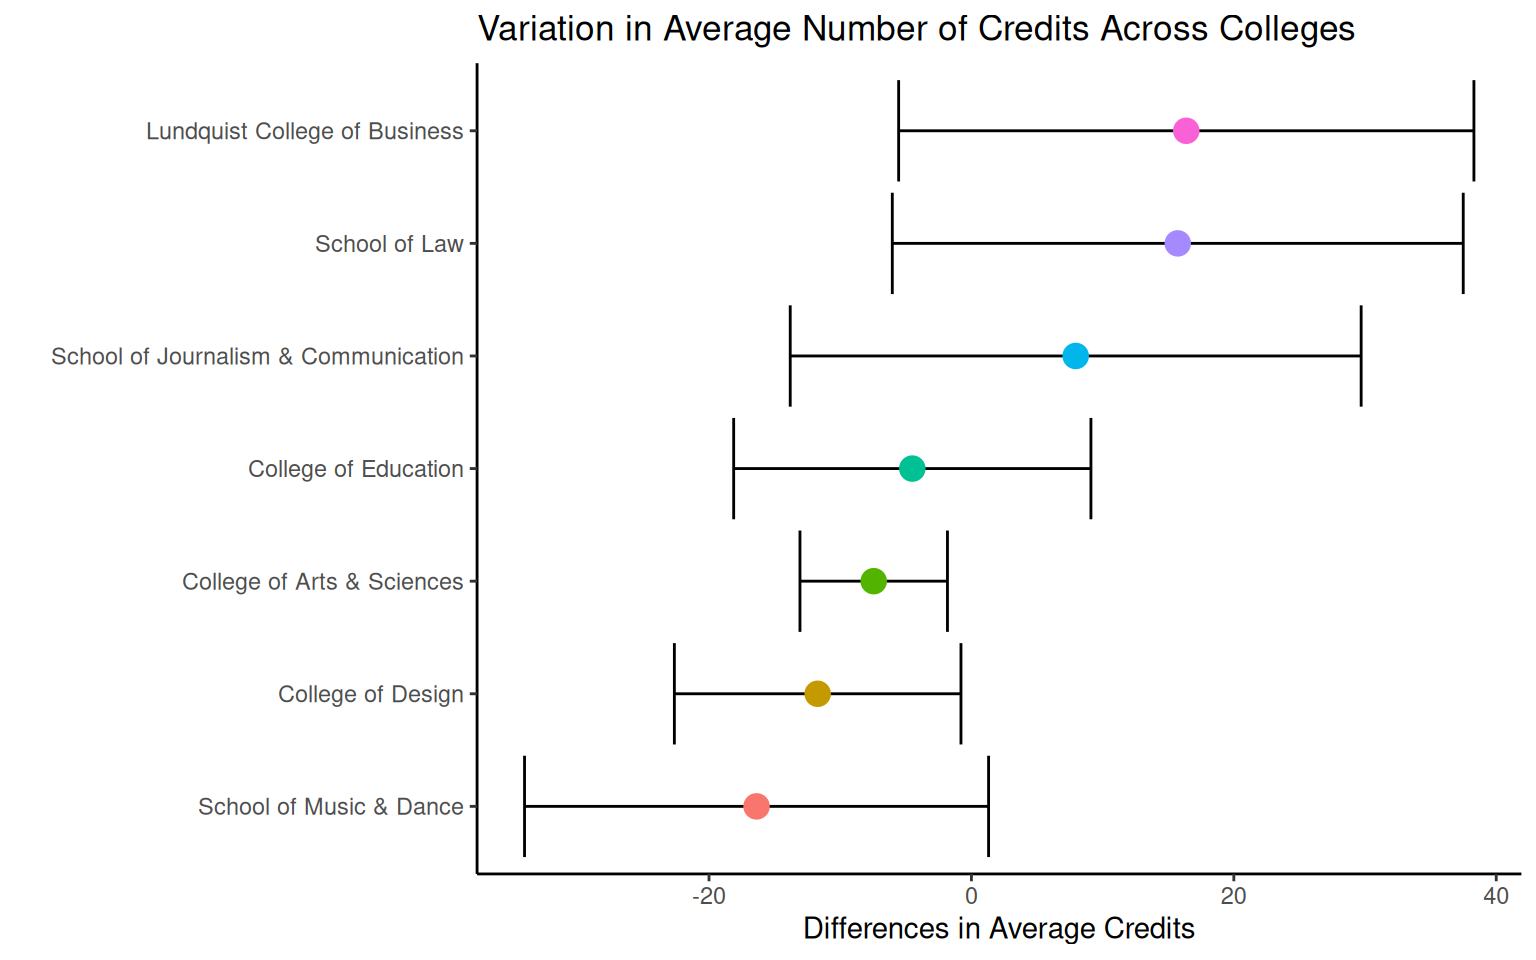 Variation in Average Number of Credits Across Colleges
Lundquist College of Business
School of Law
School of Journalism & Communication
College of Education
College of Arts & Sciences
College of Design
School of Music & Dance
-20 0 20 40
Differences in Average Credits